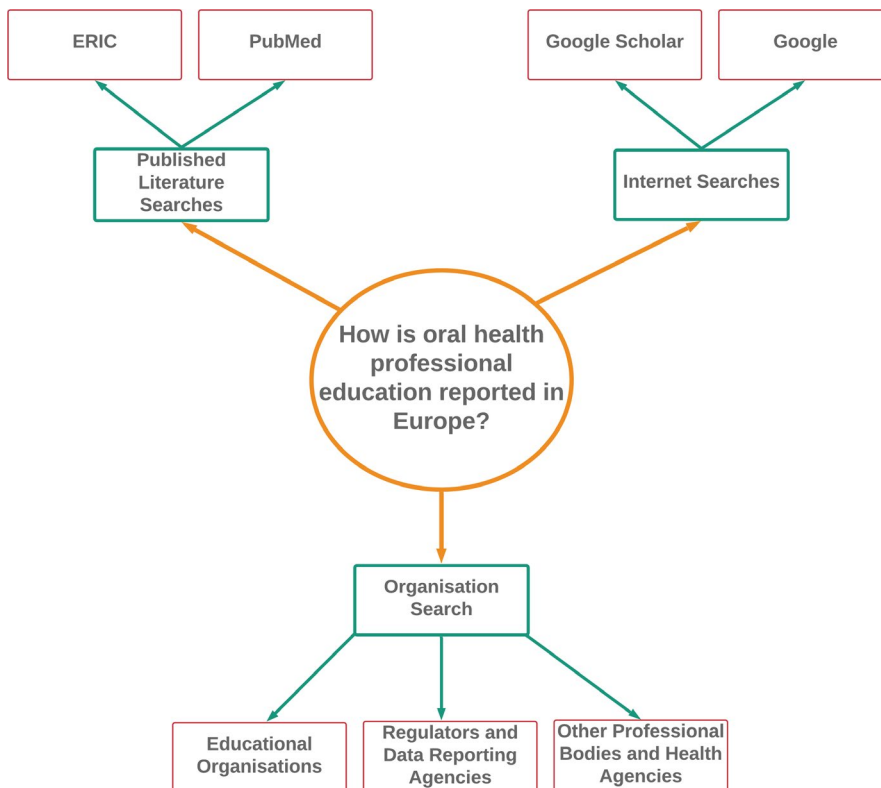 ERIC
PubMed
Google Scholar
Google
Published
Literature
Searches
Internet Searches
How is oral health
professional
education reported in
Europe?
Organisation
Search
Educational
Organisations
Regulators and
Data Reporting
Agencies
Other Professional
Bodies and Health
Agencies